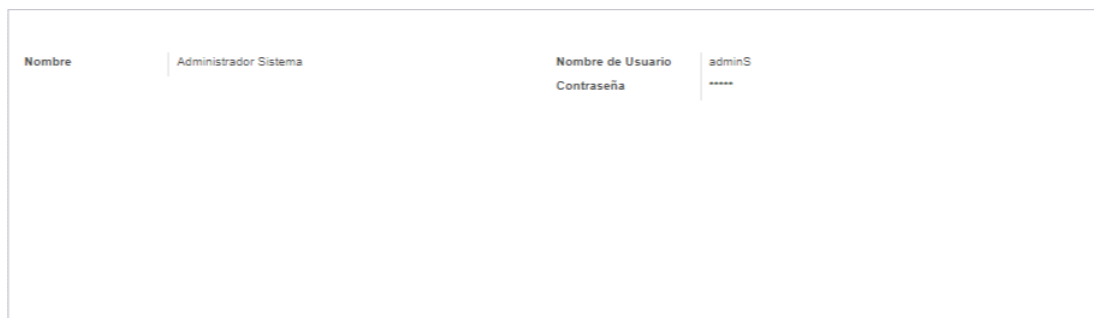 Nombre Administrador Sistema Nombre de Usuario adminS
Contraseña *****